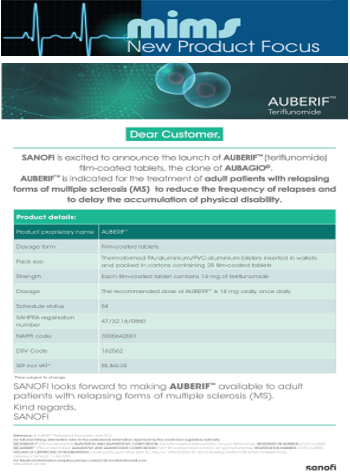 mims
New Product Focus
AUBERIF™
Teriflunomide
Dear Customer,
SANOFI is excited to announce the launch of AUBERIF™ (teriflunomide)
film-coated tablets, the clone of AUBAGIO®.
AUBERIF™ is indicated for the treatment of adult patients with relapsing
forms of multiple sclerosis (MS) to reduce the frequency of relapses and
to delay the accumulation of physical disability.
Product details:
Product proprietary name AUBERIF™
Dosage form Film-coated tablets
Pack size Thermoformed PA/aluminium/PVC-aluminium blisters inserted in wallets
and packed in cartons containing 28 film-coated tablets
Strength Each film-coated tablet contains 14 mg of teriflunomide
Dosage The recommended dose of AUBERIF™ is 14 mg orally once daily
Schedule status S4
SAHPRA registration
number 47/32.16/0860
NAPPI code 3005642001
DSV Code 162562
SEP incl VAT*
*Price subject to change
SANOFI looks forward to making AUBERIF™ available to adult
patients with relapsing forms of multiple sclerosis (MS).
Kind regards,
SANOFI
sanofi